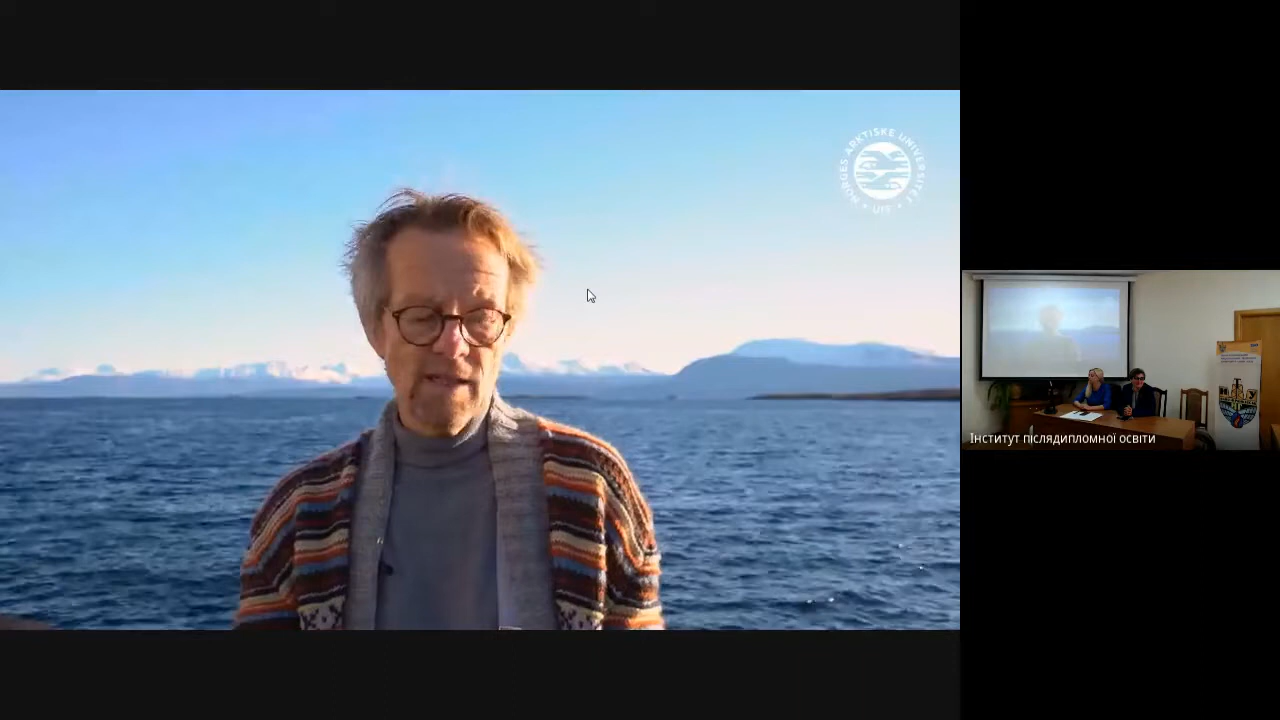 NORGES ARKTISKE UNIVERSITET
UiT
Інститут післядипломної освіти